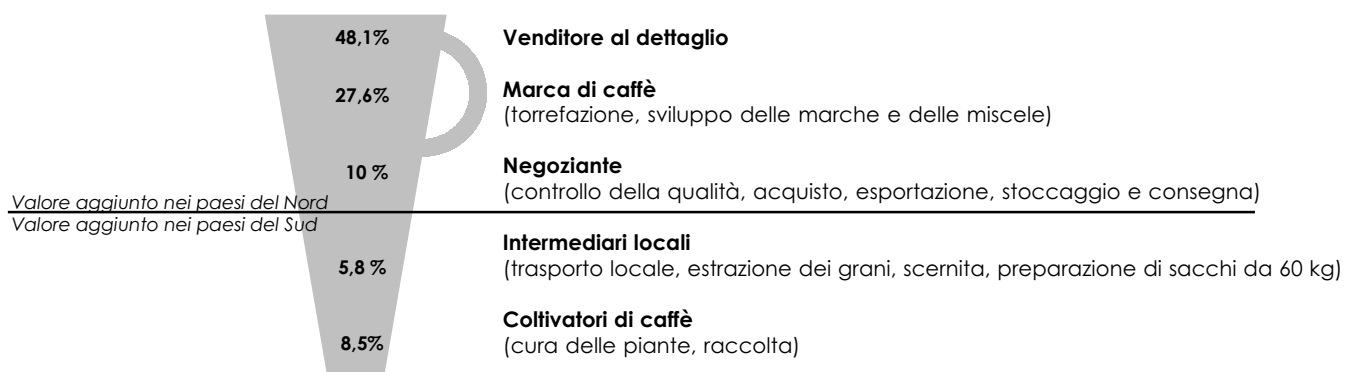 48,1% Venditore al dettaglio
27,6% Marca di caffè
(torrefazione, sviluppo delle marche e delle miscele)
10 % Negoziante
(controllo della qualità, acquisto, esportazione, stoccaggio e consegna)
Valore aggiunto nei paesi del Nord
Valore aggiunto nei paesi del Sud
Intermediari locali
5,8 % (trasporto locale, estrazione dei grani, scernita, preparazione di sacchi da 60 kg)
Coltivatori di caffè
8,5% (cura delle piante, raccolta)